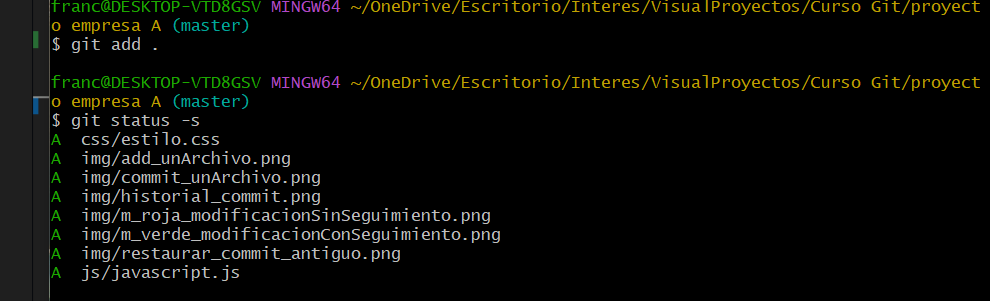 franc@DESKTOP-VTD8GSV MINGW64 ~/OneDrive/Escritorio/Interes/VisualProyectos/Curso Git/proyect
o empresa A (master)
$ git add .
franc@DESKTOP-VTD8GSV MINGW64 ~/OneDrive/Escritorio/Interes/VisualProyectos/Curso Git/proyect
o empresa A (master)
$ git status -s
A  css/estilo.css
A  img/add_unArchivo.png
A  img/commit_unArchivo.png
A  img/historial_commit.png
A  img/m_roja_modificacionSinSeguimiento.png
A  img/m_verde_modificacionConSeguimiento.png
A  img/restaurar_commit_antiguo.png
A  js/javascript.js